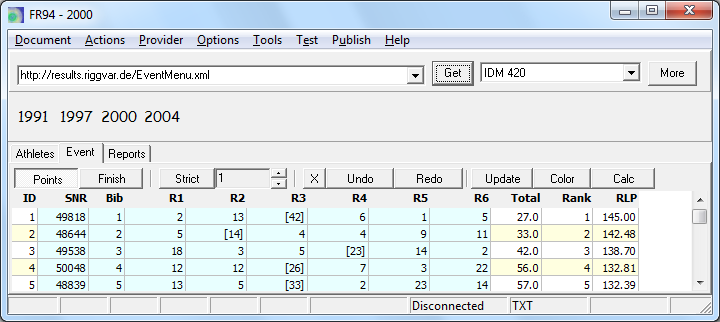 FR94 - 2000
Document Actions Provider Options Tools Test Publish Help
http://results.riggvar.de/EventMenu.xml Get IDM 420 More
1991 1997 2000 2004
Athletes Event Reports
Points Finish Strict 1 X Undo Redo Update Color Calc
ID SNR Bib R1 R2 R3 R4 R5 R6 Total Rank RLP
1 49818 1 2 13 [42] 6 1 5 27.0 1 145.00
2 48644 2 5 [14] 4 4 9 11 33.0 2 142.48
3 49538 3 18 3 5 [23] 14 2 42.0 3 138.70
4 50048 4 12 12 [26] 7 3 22 56.0 4 132.81
5 48839 5 13 5 [33] 2 23 14 57.0 5 132.39
Disconnected TXT